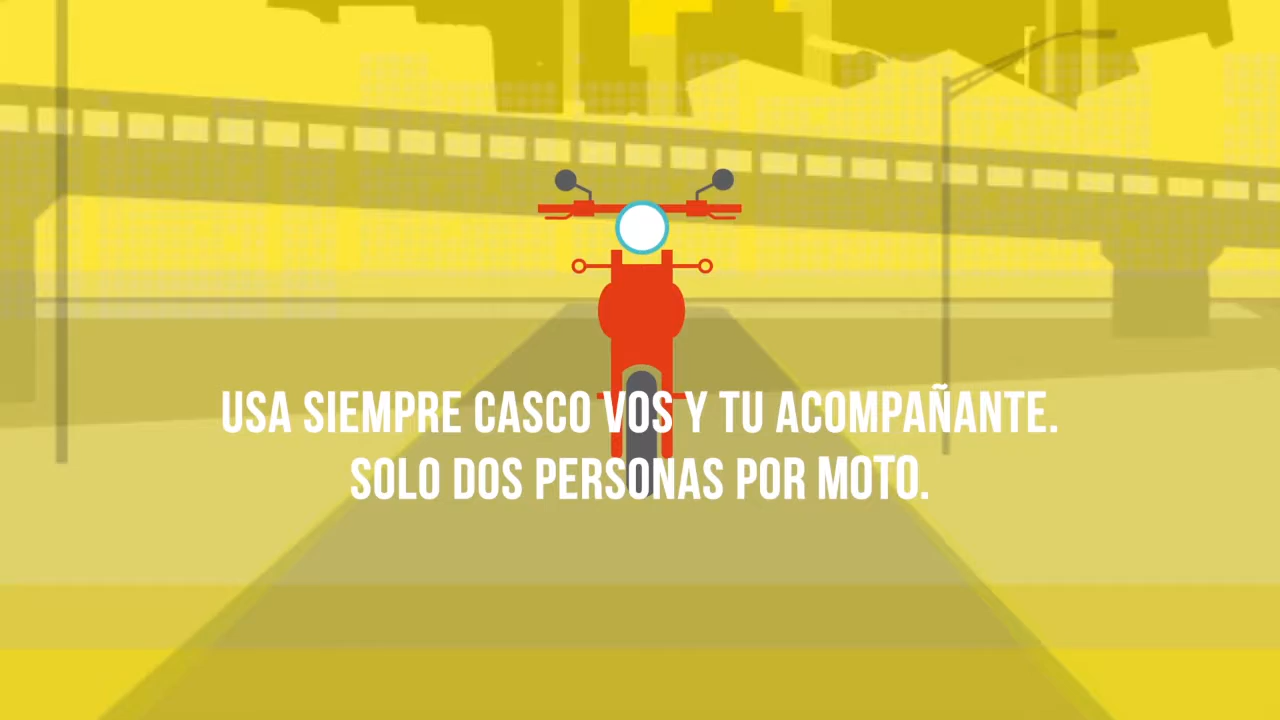 USA SIEMPRE CASCO VOS Y TU ACOMPAÑANTE.
SOLO DOS PERSONAS POR MOTO.